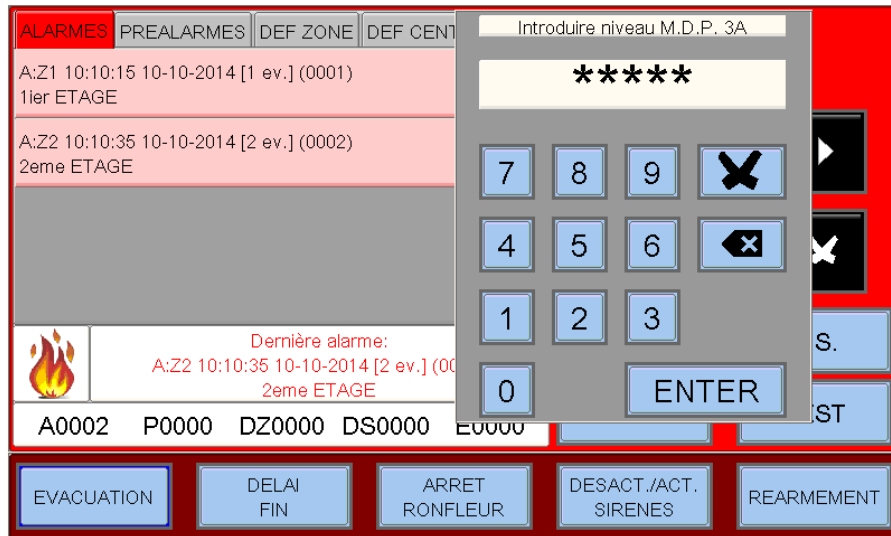 ALARMES PREALARMES DEF ZONE DEF CENT
Introduire niveau M.D.P. 3A
*****
A:Z1 10:10:15 10-10-2014 [1 ev.] (0001)
1ier ETAGE
A:Z2 10:10:35 10-10-2014 [2 ev.] (0002)
2eme ETAGE
7 8 9
4 5 6
1 2 3
0 ENTER
Dernière alarme:
A:Z2 10:10:35 10-10-2014 [2 ev.] (00
2eme ETAGE
S.
EST
A0002 P0000 DZ0000 DS0000 E0000
EVACUATION
DELAI
FIN
ARRET
RONFLEUR
DESACT./ACT.
SIRENES
REARMEMENT